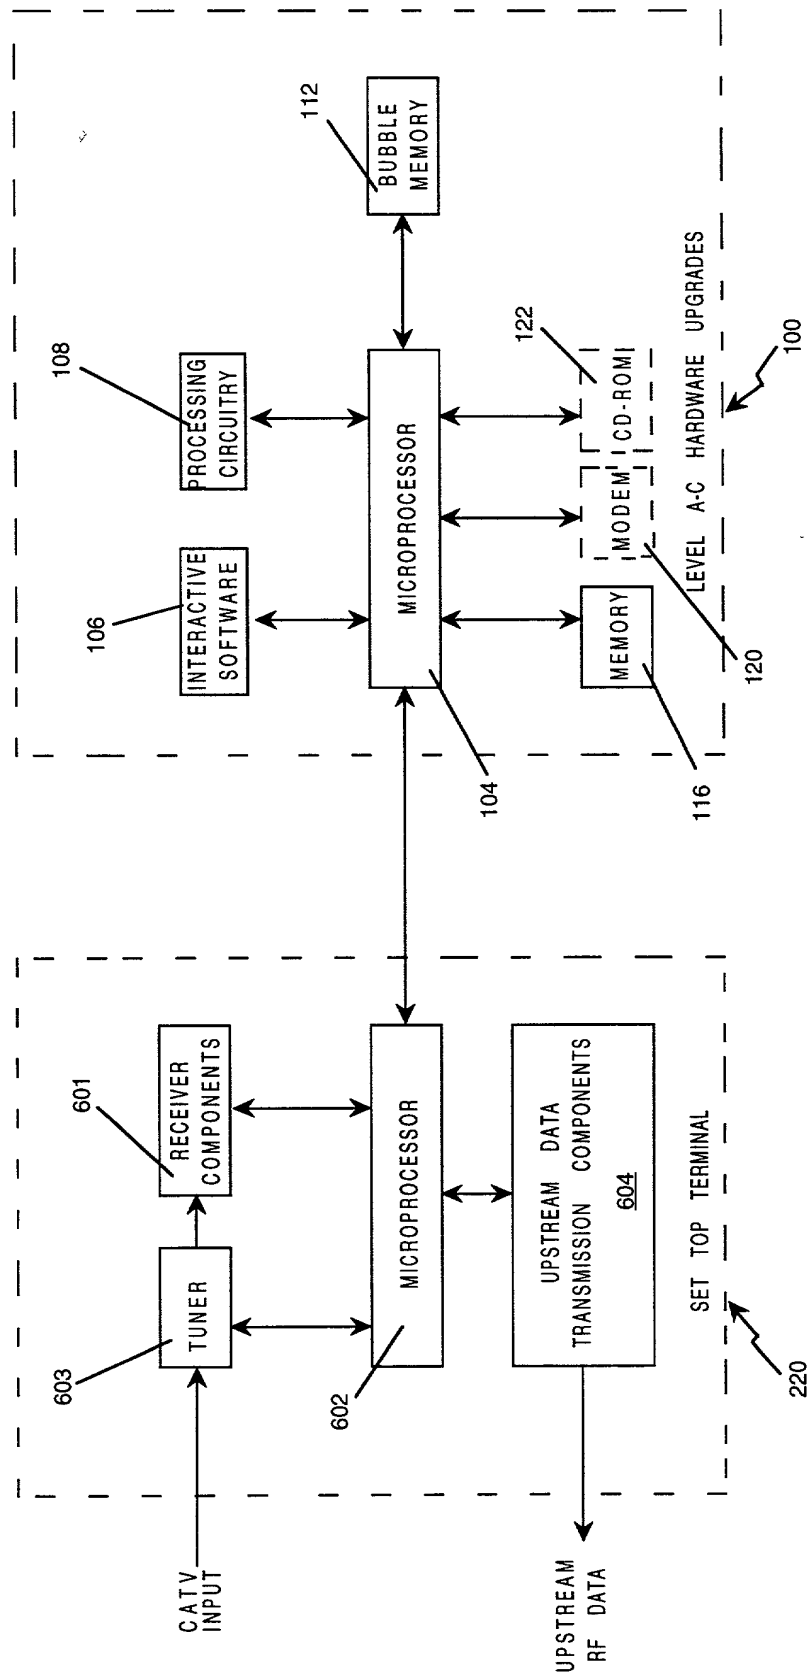 CATV
INPUT
603
TUNER
601
RECEIVER
COMPONENTS
602
MICROPROCESSOR
UPSTREAM DATA
TRANSMISSION COMPONENTS
604
UPSTREAM
RF DATA
SET TOP TERMINAL
220
106
INTERACTIVE
SOFTWARE
108
PROCESSING
CIRCUITRY
104
MICROPROCESSOR
112
BUBBLE
MEMORY
116
MEMORY
120
MODEM
122
CD-ROM
LEVEL A-C HARDWARE UPGRADES
100